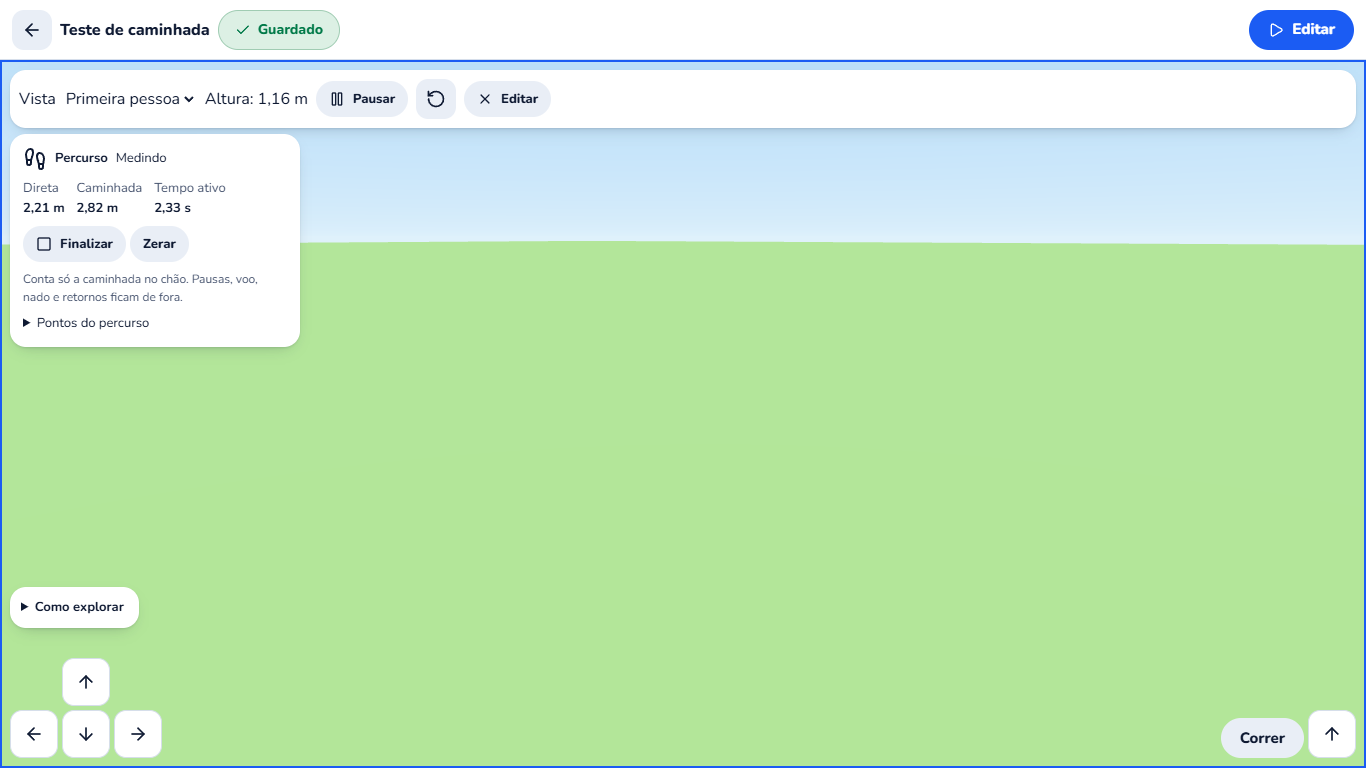 Teste de caminhada
Guardado
Editar
Vista Primeira pessoa Altura: 1,16 m Pausar Editar
Percurso Medindo
Direta Caminhada Tempo ativo
2,21 m 2,82 m 2,33 s
Finalizar Zerar
Conta só a caminhada no chão. Pausas, voo,
nado e retornos ficam de fora.
Pontos do percurso
Como explorar
Correr